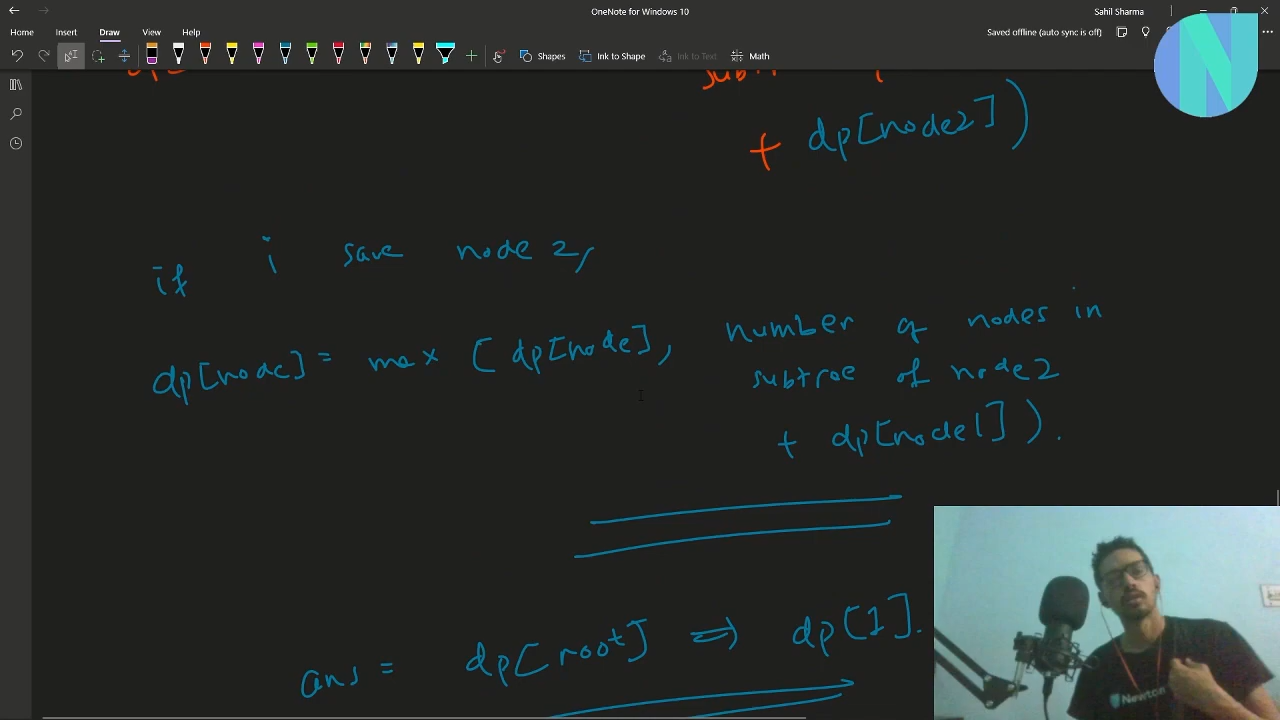 OneNote for Windows 10
Sahil Sharma
Home Insert Draw View Help
Saved offline (auto sync is off)
Shapes Ink to Shape Ink to Text Math
+ dp[node2])
if i save node 2,
dp[node] = max [dp[node], number of nodes in
subtree of node2
+ dp[node1]).
ans = dp[root] ⇒ dp[1].
Newton